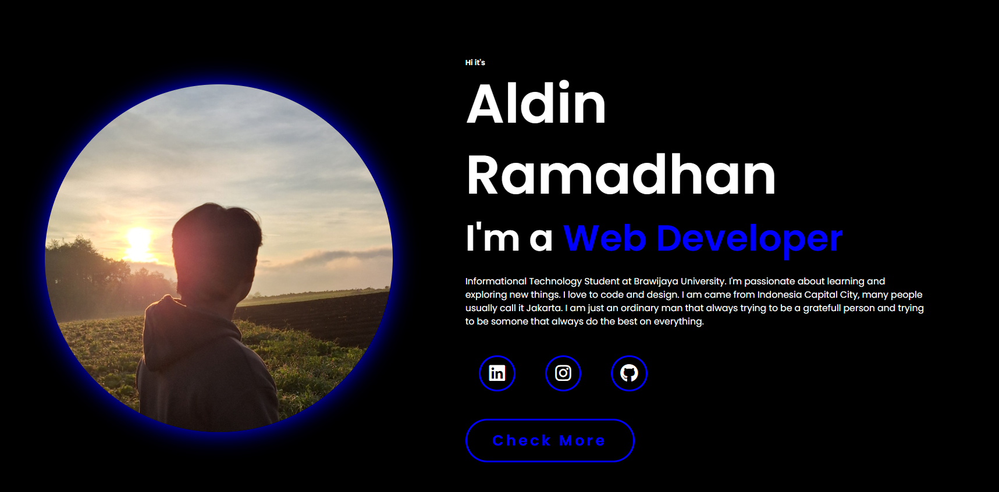 Hi it's
Aldin
Ramadhan
I'm a Web Developer
Informational Technology Student at Brawijaya University. I'm passionate about learning and
exploring new things. I love to code and design. I am came from Indonesia Capital City, many people
usually call it Jakarta. I am just an ordinary man that always trying to be a gratefull person and trying
to be somone that always do the best on everything.
in
Check More